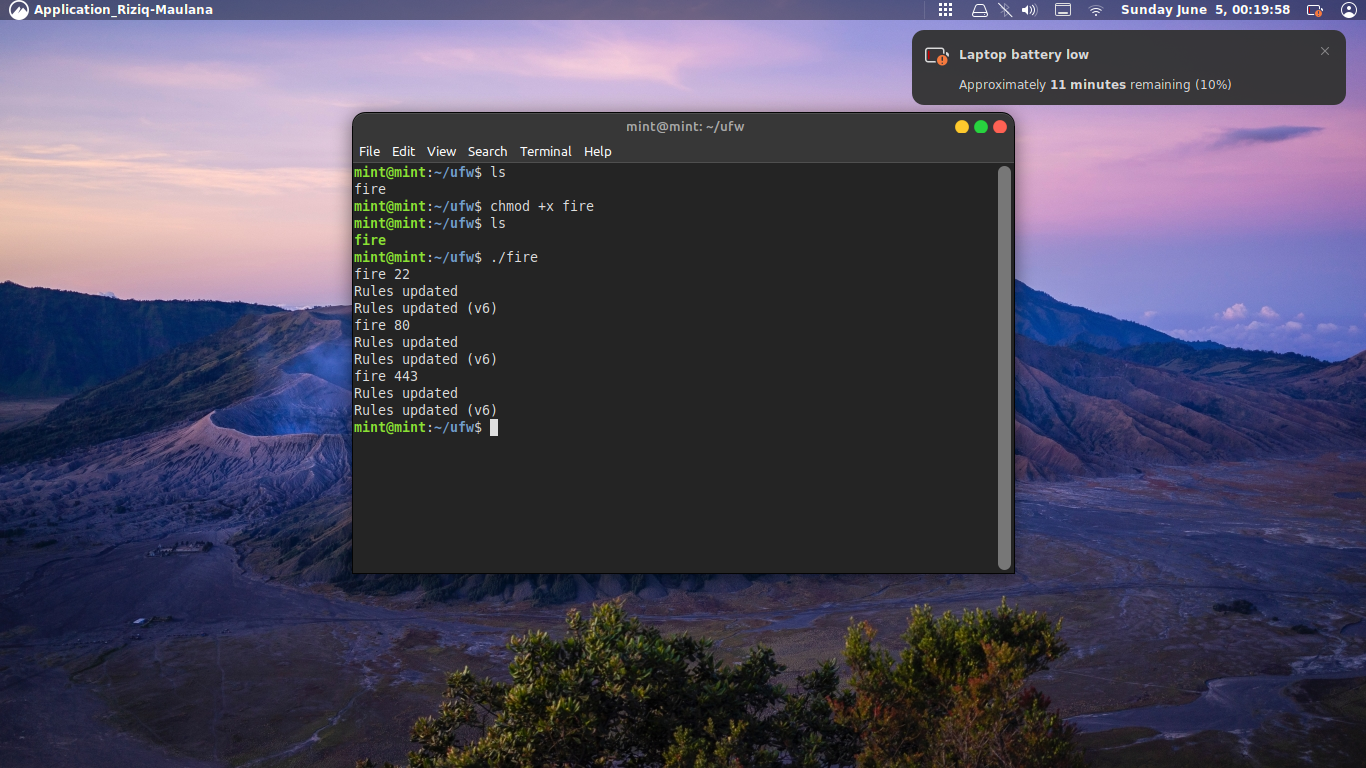 Application_Riziq-Maulana
Sunday June 5, 00:19:58
Laptop battery low
Approximately 11 minutes remaining (10%)
mint@mint: ~/ufw
File Edit View Search Terminal Help
mint@mint:~/ufw$ ls
fire
mint@mint:~/ufw$ chmod +x fire
mint@mint:~/ufw$ ls
fire
mint@mint:~/ufw$ ./fire
fire 22
Rules updated
Rules updated (v6)
fire 80
Rules updated
Rules updated (v6)
fire 443
Rules updated
Rules updated (v6)
mint@mint:~/ufw$